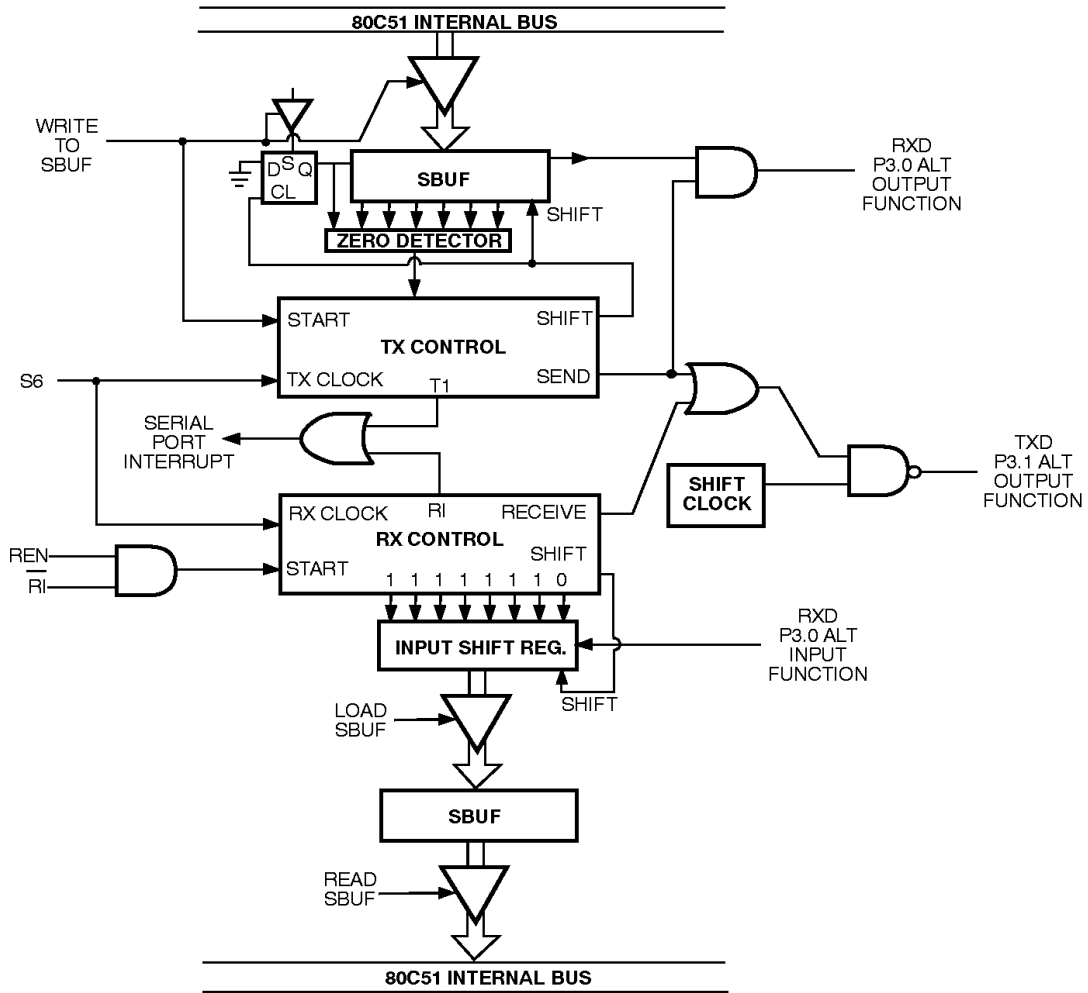 80C51 INTERNAL BUS
WRITE
TO
SBUF
D S Q
CL
SBUF
SHIFT
ZERO DETECTOR
RXD
P3.0 ALT
OUTPUT
FUNCTION
START
SHIFT
TX CONTROL
S6
TX CLOCK
T1
SEND
SERIAL
PORT
INTERRUPT
SHIFT
CLOCK
TXD
P3.1 ALT
OUTPUT
FUNCTION
RX CLOCK
RI
RECEIVE
RX CONTROL
SHIFT
REN
R̅I̅
START
1 1 1 1 1 1 1 0
INPUT SHIFT REG.
RXD
P3.0 ALT
INPUT
FUNCTION
SHIFT
LOAD
SBUF
SBUF
READ
SBUF
80C51 INTERNAL BUS